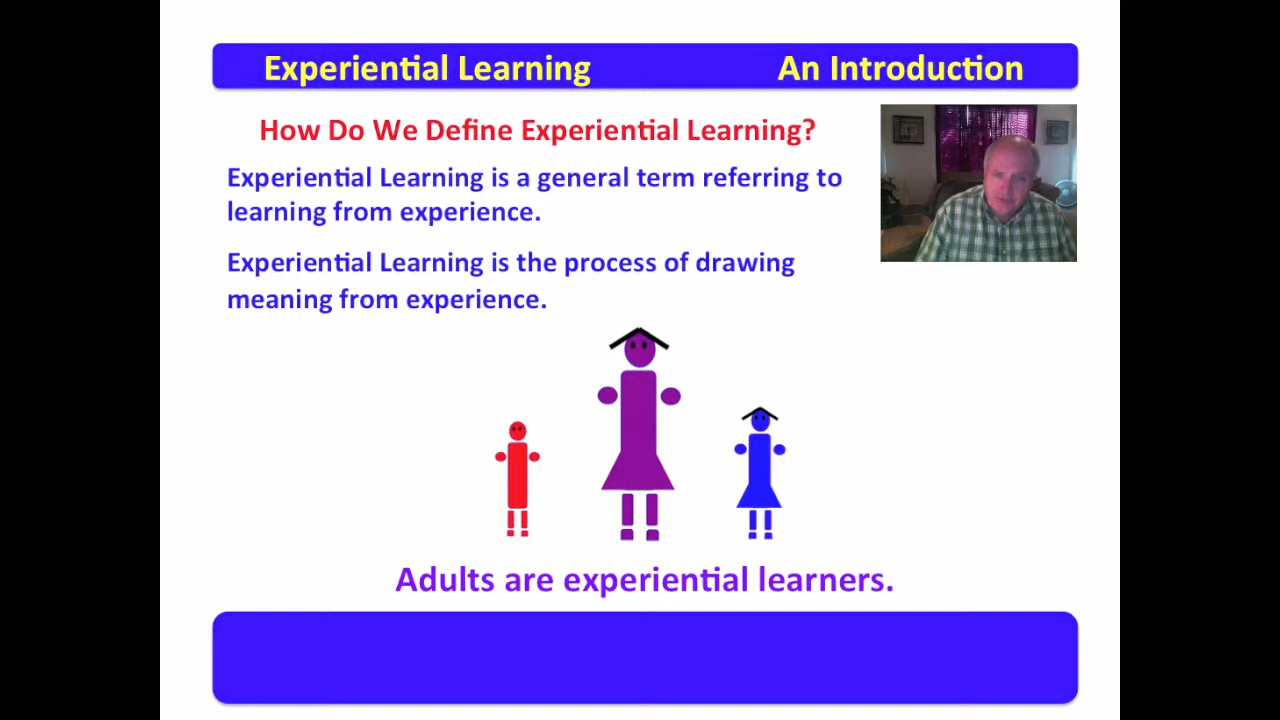 Experiential Learning An Introduction
How Do We Define Experiential Learning?
Experiential Learning is a general term referring to
learning from experience.
Experiential Learning is the process of drawing
meaning from experience.
Adults are experiential learners.